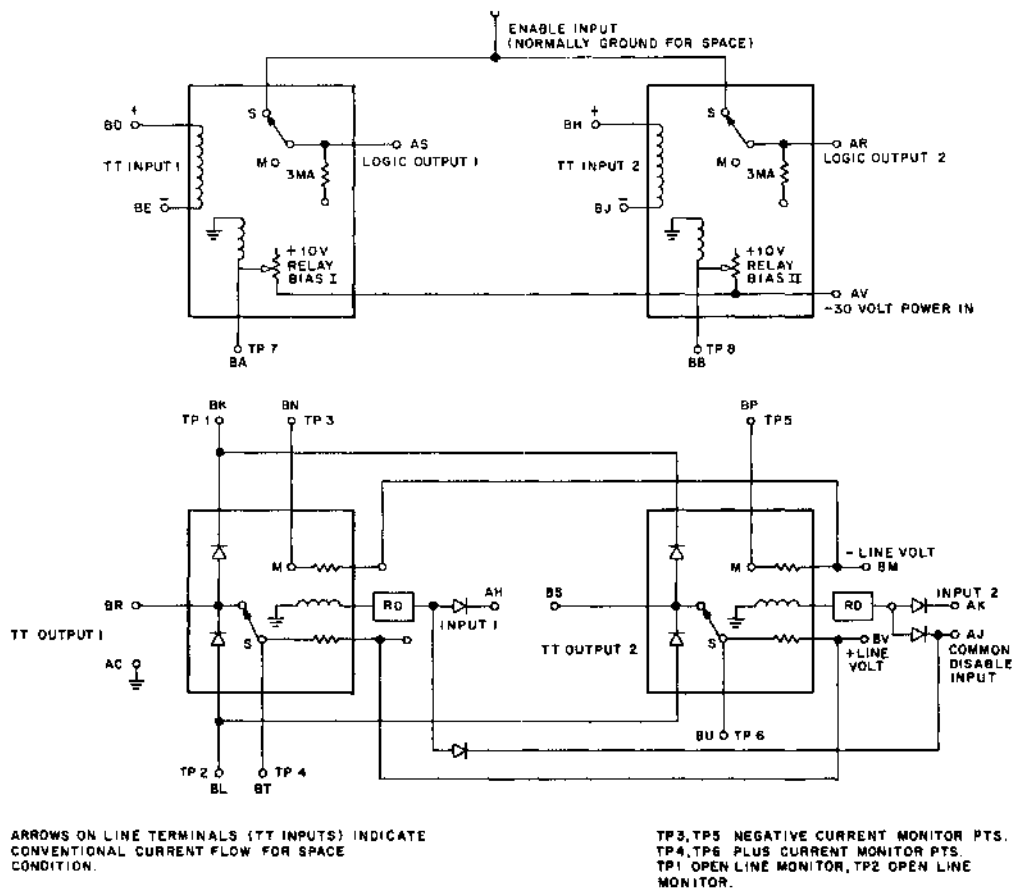 ENABLE INPUT
(NORMALLY GROUND FOR SPACE)
S
+
BD
TT INPUT 1
BE −
M
3MA
AS
LOGIC OUTPUT 1
+10V
RELAY
BIAS I
TP 7
BA
S
+
BH
TT INPUT 2
BJ −
M
3MA
AR
LOGIC OUTPUT 2
+10V
RELAY
BIAS II
AV
-30 VOLT POWER IN
TP 8
BB
BK
TP 1
BN
TP 3
BP
TP 5
M
BR
TT OUTPUT 1
AC
S
RD
AH
INPUT 1
TP 2
BL
TP 4
BT
M
BS
TT OUTPUT 2
S
RD
- LINE VOLT
BM
INPUT 2
AK
BV
+LINE
VOLT
AJ
COMMON
DISABLE
INPUT
BU
TP 6
ARROWS ON LINE TERMINALS (TT INPUTS) INDICATE
CONVENTIONAL CURRENT FLOW FOR SPACE
CONDITION.
TP3, TP5 NEGATIVE CURRENT MONITOR PTS.
TP4, TP6 PLUS CURRENT MONITOR PTS.
TP1 OPEN LINE MONITOR, TP2 OPEN LINE
MONITOR.